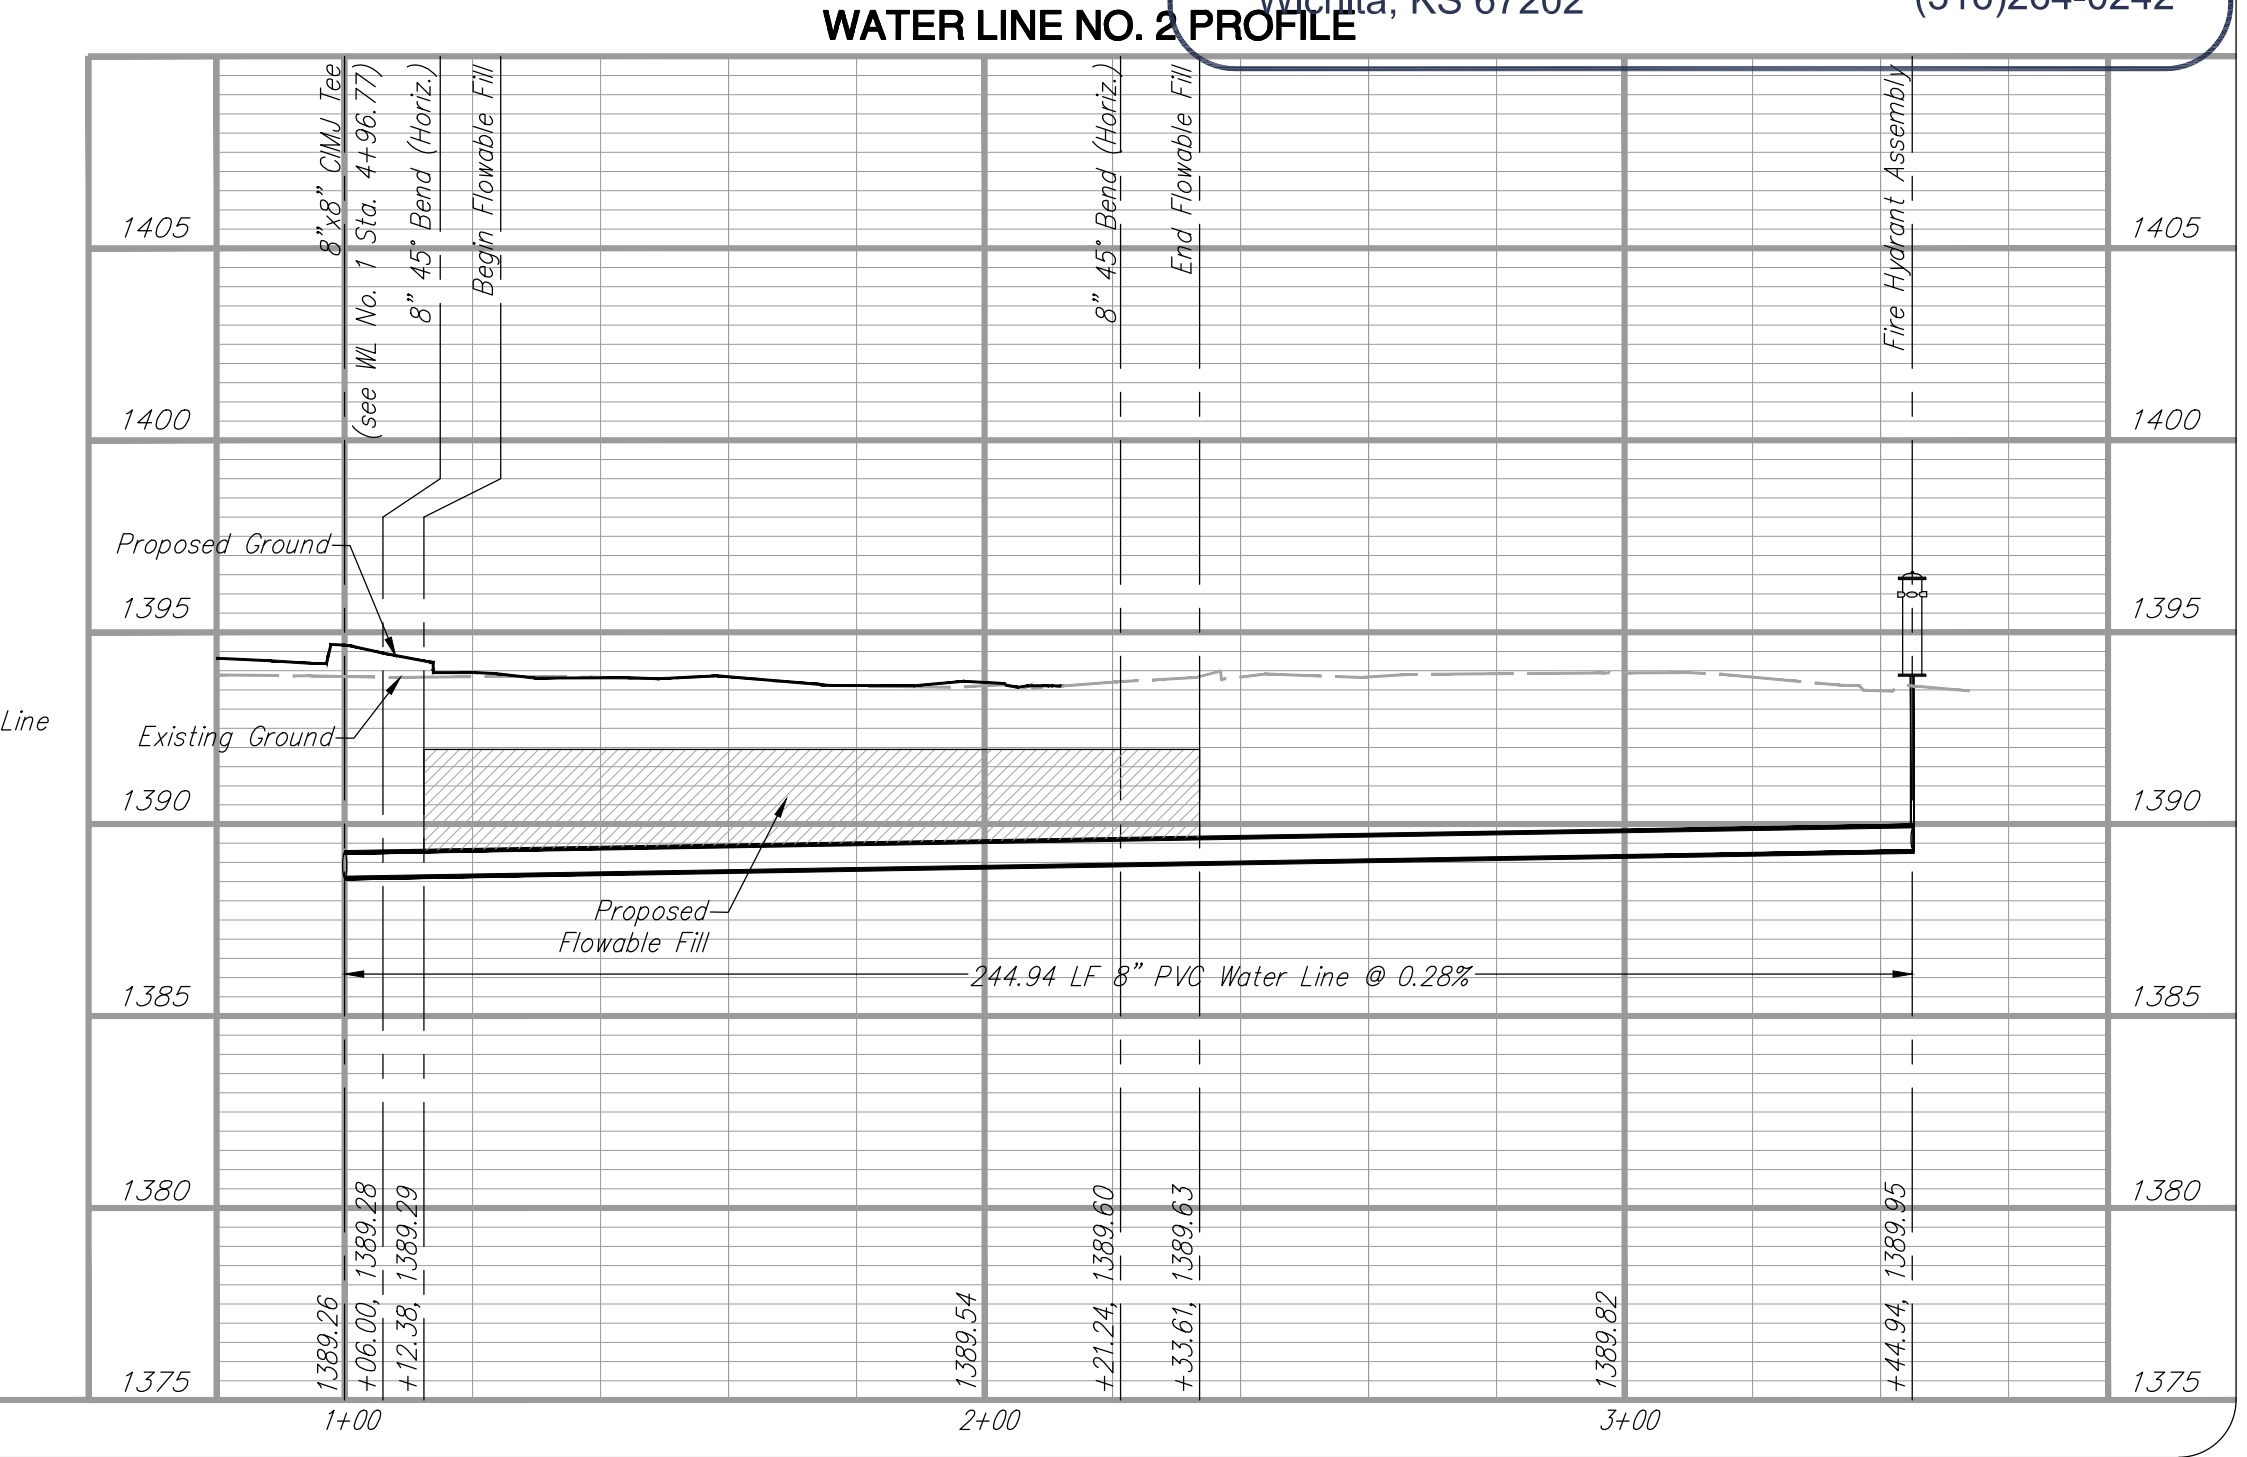 Wichita, KS 67202
(316)264-0242
WATER LINE NO. 2 PROFILE
8"x8" CIMJ Tee
(see WL No. 1 Sta. 4+96.77)
8" 45° Bend (Horiz.)
Begin Flowable Fill
8" 45° Bend (Horiz.)
End Flowable Fill
Fire Hydrant Assembly
1405
1405
1400
1400
Proposed Ground
1395
1395
Line
Existing Ground
1390
1390
Proposed
Flowable Fill
244.94 LF 8" PVC Water Line @ 0.28%
1385
1385
1380
1380
1389.26
+06.00, 1389.28
+12.38, 1389.29
1389.54
+21.24, 1389.60
+33.61, 1389.63
1389.82
+44.94, 1389.95
1375
1375
1+00
2+00
3+00